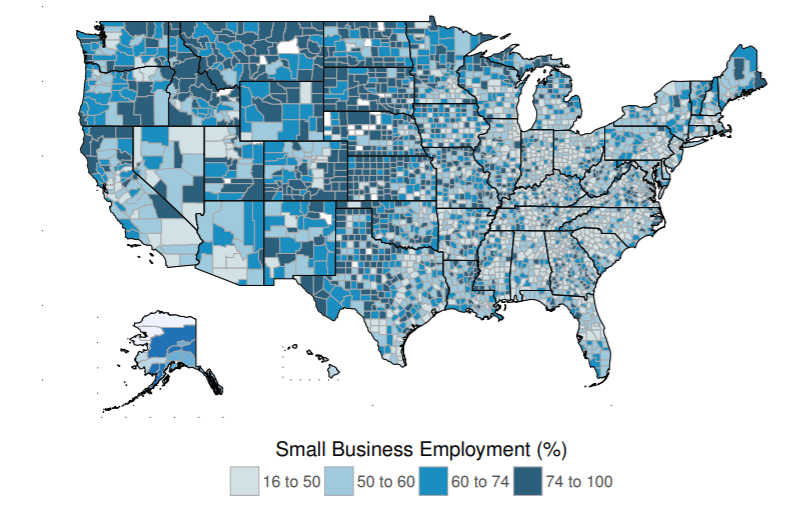 Small Business Employment (%)
16 to 50 50 to 60 60 to 74 74 to 100